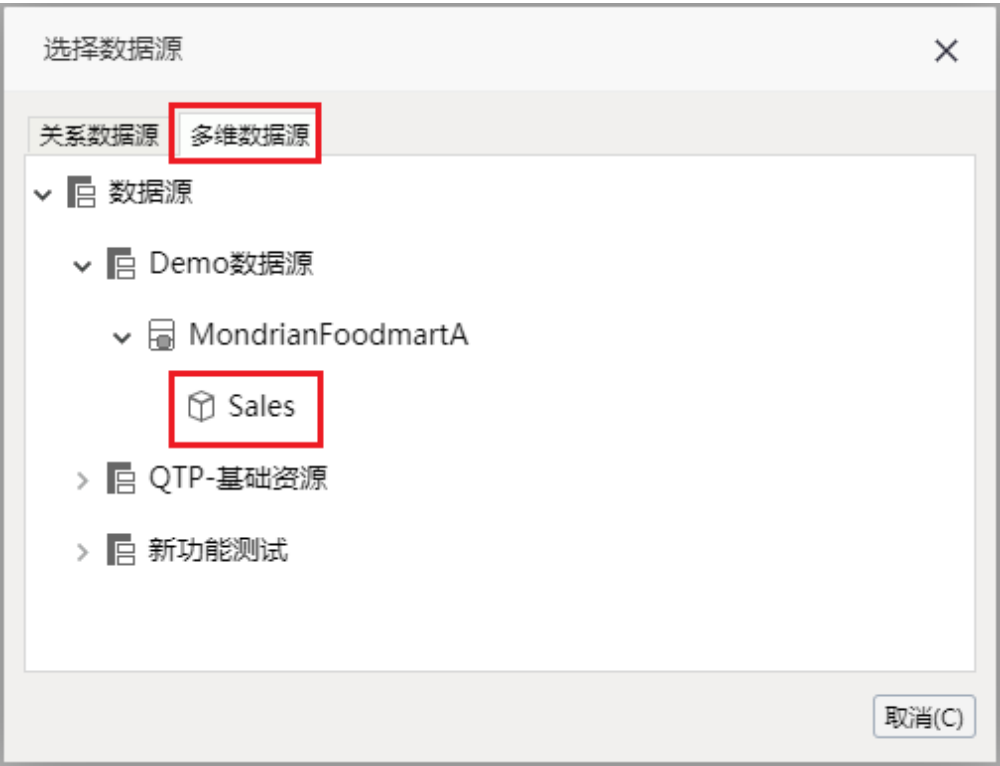 选择数据源
关系数据源 多维数据源
数据源
Demo数据源
MondrianFoodmartA
Sales
QTP-基础资源
新功能测试
取消(C)